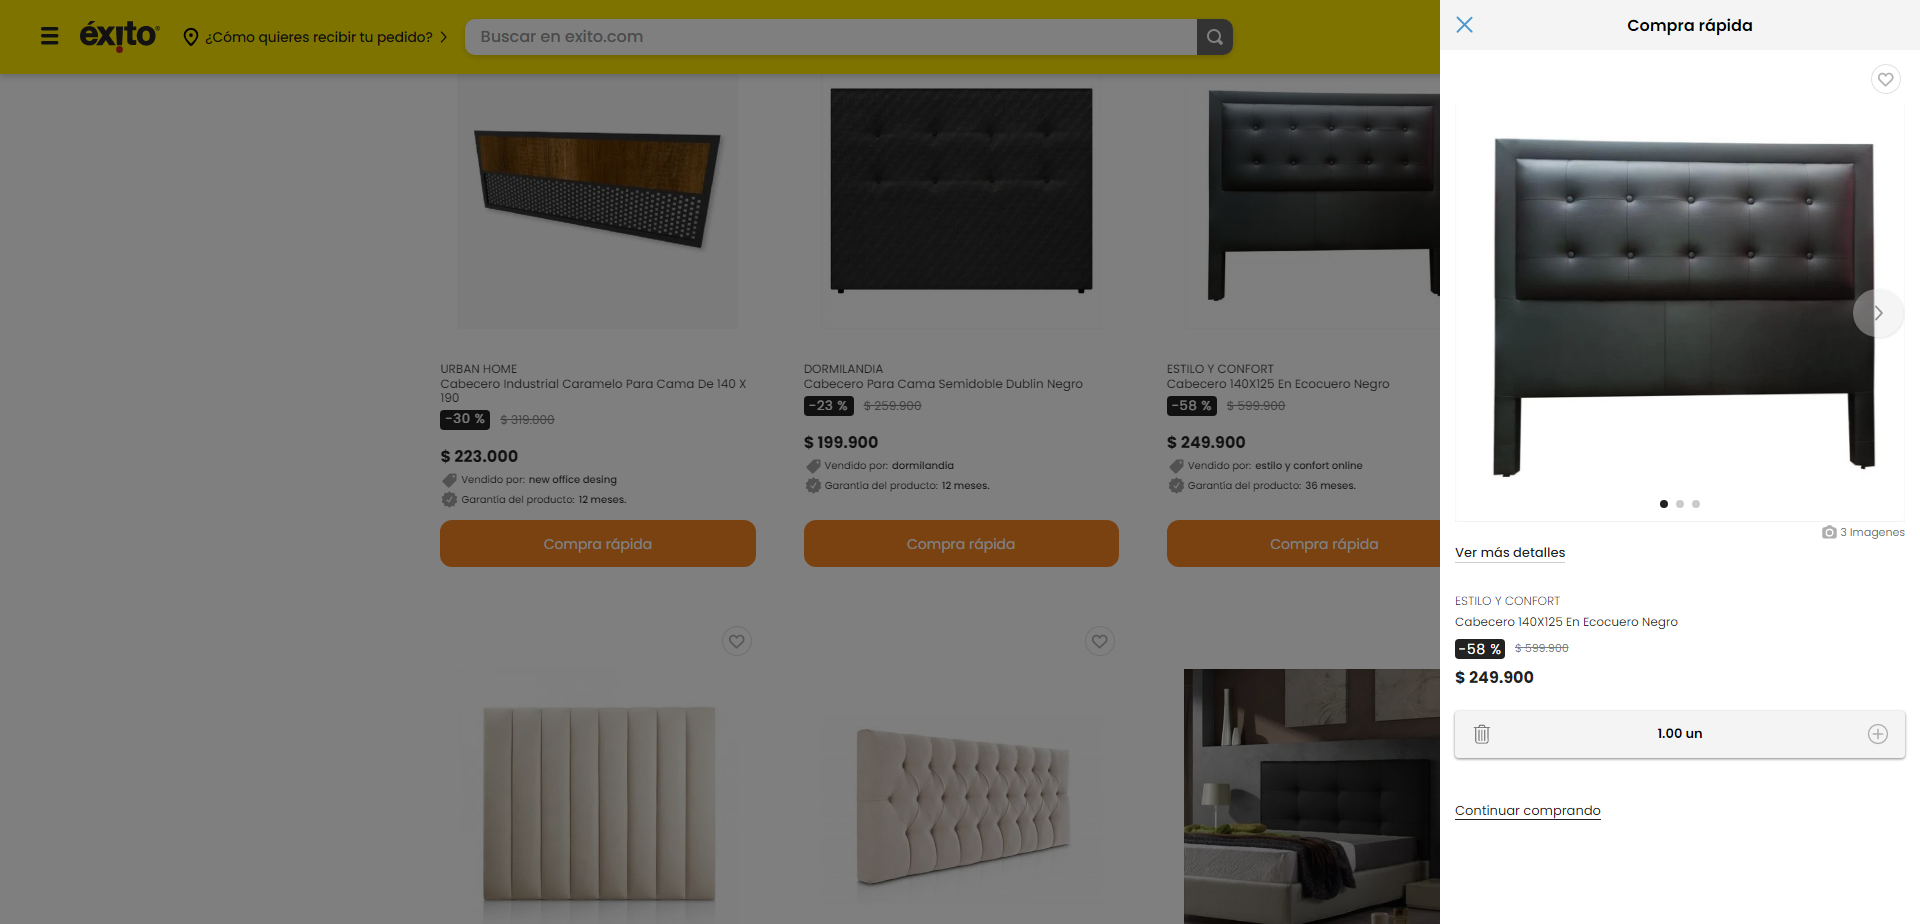 éxito
¿Cómo quieres recibir tu pedido?
Buscar en exito.com
Compra rápida
URBAN HOME
Cabecero Industrial Caramelo Para Cama De 140 X
190
-30 % $ 319.000
$ 223.000
Vendido por: new office desing
Garantía del producto: 12 meses.
Compra rápida
DORMILANDIA
Cabecero Para Cama Semidoble Dublin Negro
-23 % $ 259.900
$ 199.900
Vendido por: dormilandia
Garantía del producto: 12 meses.
Compra rápida
ESTILO Y CONFORT
Cabecero 140X125 En Ecocuero Negro
-58 % $ 599.900
$ 249.900
Vendido por: estilo y confort online
Garantía del producto: 36 meses.
Compra rápida
3 Imagenes
Ver más detalles
ESTILO Y CONFORT
Cabecero 140X125 En Ecocuero Negro
-58 % $ 599.900
$ 249.900
1.00 un
Continuar comprando